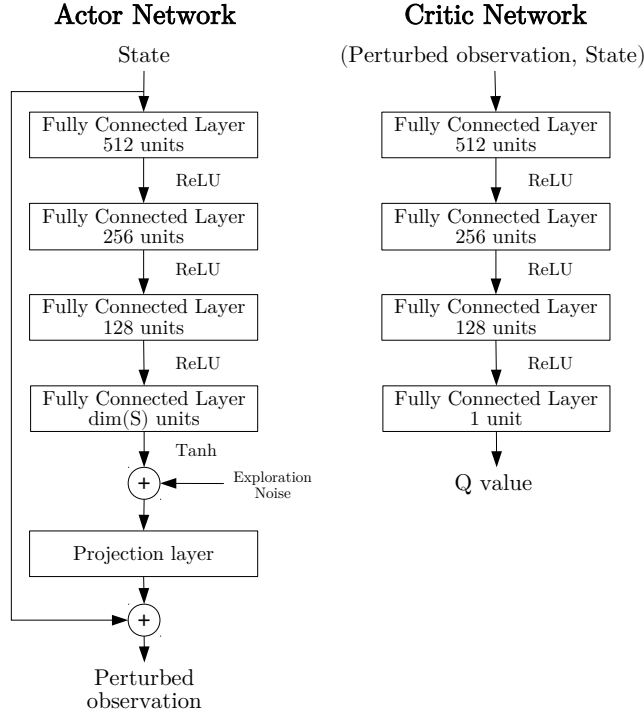 Actor Network
State
Fully Connected Layer
512 units
ReLU
Fully Connected Layer
256 units
ReLU
Fully Connected Layer
128 units
ReLU
Fully Connected Layer
dim(S) units
Tanh
+
Exploration
Noise
Projection layer
+
Perturbed
observation
Critic Network
(Perturbed observation, State)
Fully Connected Layer
512 units
ReLU
Fully Connected Layer
256 units
ReLU
Fully Connected Layer
128 units
ReLU
Fully Connected Layer
1 unit
Q value